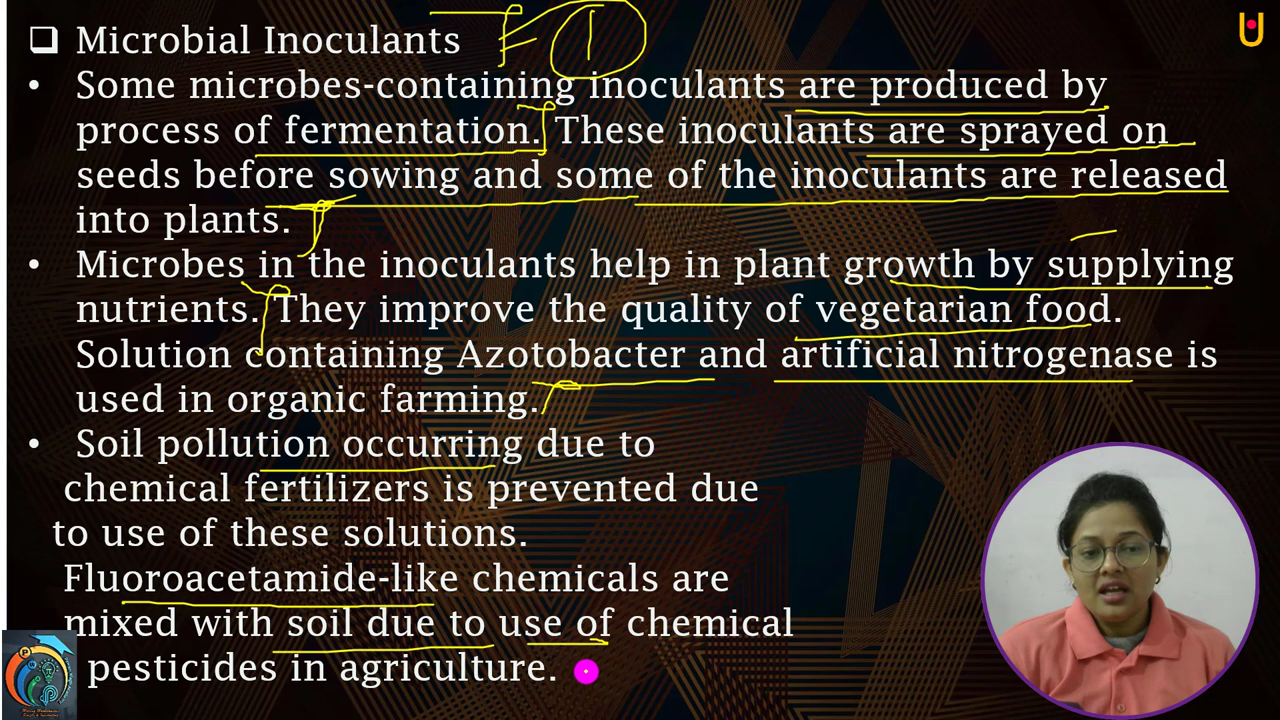 ❑ Microbial Inoculants
• Some microbes-containing inoculants are produced by
process of fermentation. These inoculants are sprayed on
seeds before sowing and some of the inoculants are released
into plants.
• Microbes in the inoculants help in plant growth by supplying
nutrients. They improve the quality of vegetarian food.
Solution containing Azotobacter and artificial nitrogenase is
used in organic farming.
• Soil pollution occurring due to
chemical fertilizers is prevented due
to use of these solutions.
Fluoroacetamide-like chemicals are
mixed with soil due to use of chemical
pesticides in agriculture.